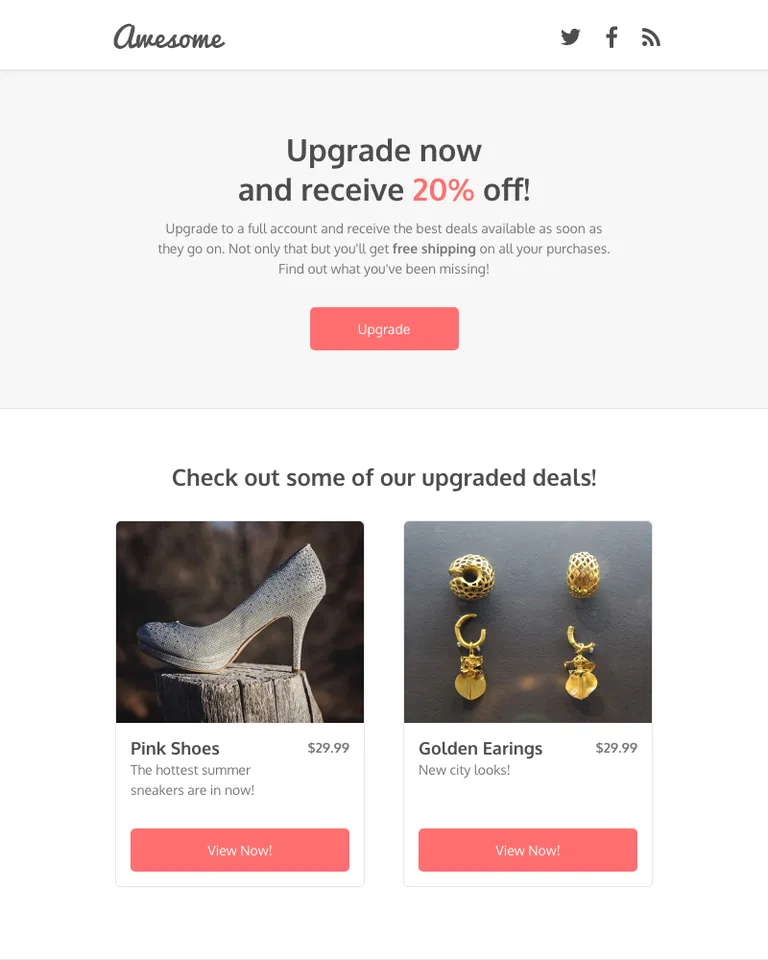 Awesome
Upgrade now
and receive 20% off!
Upgrade to a full account and receive the best deals available as soon as
they go on. Not only that but you'll get free shipping on all your purchases.
Find out what you've been missing!
Upgrade
Check out some of our upgraded deals!
Pink Shoes $29.99
The hottest summer
sneakers are in now!
View Now!
Golden Earings $29.99
New city looks!
View Now!